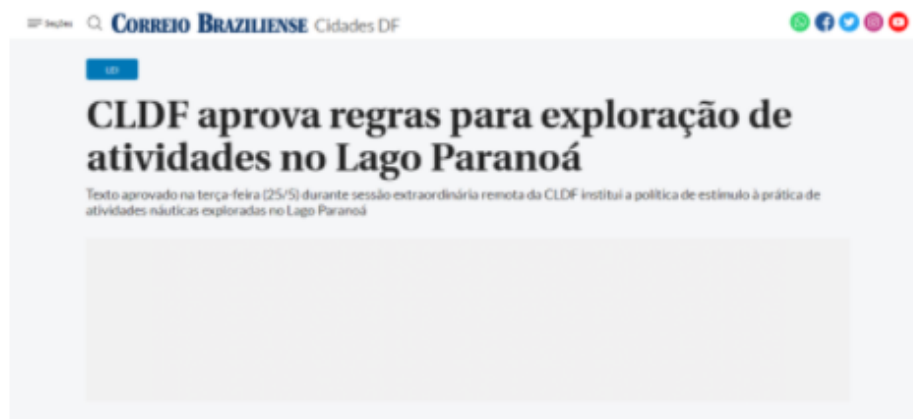 Seções CORREIO BRAZILIENSE Cidades DF
LEI
CLDF aprova regras para exploração de
atividades no Lago Paranoá
Texto aprovado na terça-feira (25/5) durante sessão extraordinária remota da CLDF institui a política de estímulo à prática de
atividades náuticas exploradas no Lago Paranoá